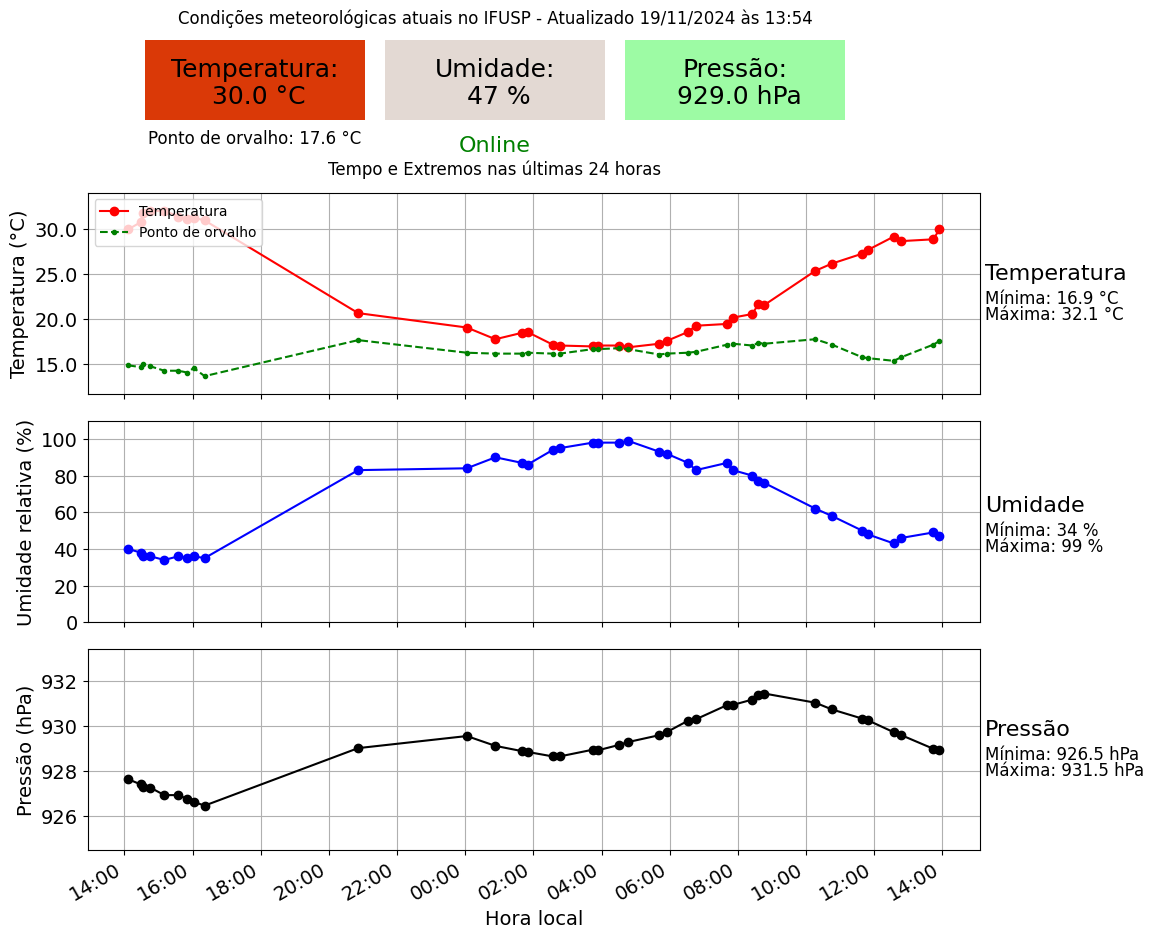 Condições meteorológicas atuais no IFUSP - Atualizado 19/11/2024 às 13:54
Temperatura:
30.0 °C
Umidade:
47 %
Pressão:
929.0 hPa
Ponto de orvalho: 17.6 °C
Online
Tempo e Extremos nas últimas 24 horas
Temperatura (°C)
30.0
25.0
20.0
15.0
Temperatura
Ponto de orvalho
Temperatura
Mínima: 16.9 °C
Máxima: 32.1 °C
Umidade relativa (%)
100
80
60
40
20
0
Umidade
Mínima: 34 %
Máxima: 99 %
Pressão (hPa)
932
930
928
926
Pressão
Mínima: 926.5 hPa
Máxima: 931.5 hPa
14:00 16:00 18:00 20:00 22:00 00:00 02:00 04:00 06:00 08:00 10:00 12:00 14:00
Hora local